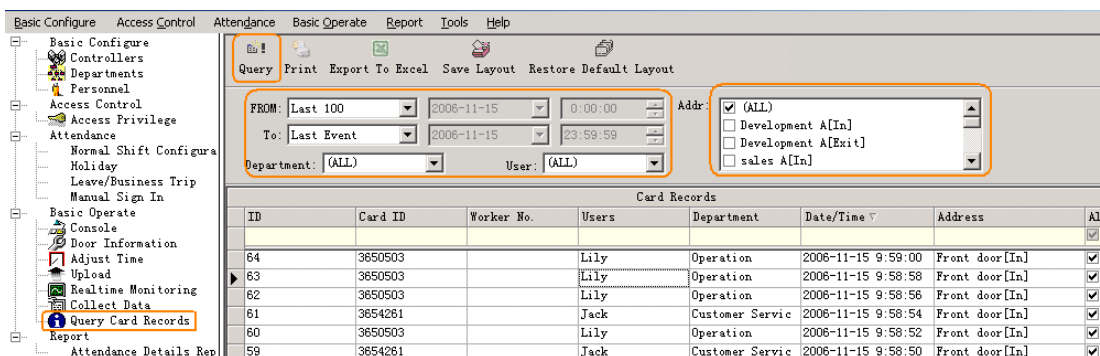 Basic Configure Access Control Attendance Basic Operate Report Tools Help
Basic Configure
Controllers
Departments
Personnel
Access Control
Access Privilege
Attendance
Normal Shift Configura
Holiday
Leave/Business Trip
Manual Sign In
Basic Operate
Console
Door Information
Adjust Time
Upload
Realtime Monitoring
Collect Data
Query Card Records
Report
Attendance Details Rep
Query Print Export To Excel Save Layout Restore Default Layout
FROM: Last 100 2006-11-15 0:00:00
To: Last Event 2006-11-15 23:59:59
Department: (ALL) User: (ALL)
Addr: (ALL)
Development A[In]
Development A[Exit]
sales A[In]
Card Records
ID Card ID Worker No. Users Department Date/Time Address Al
64 3650503 Lily Operation 2006-11-15 9:59:00 Front door[In]
63 3650503 Lily Operation 2006-11-15 9:58:58 Front door[In]
62 3650503 Lily Operation 2006-11-15 9:58:56 Front door[In]
61 3654261 Jack Customer Servic 2006-11-15 9:58:54 Front door[In]
60 3650503 Lily Operation 2006-11-15 9:58:52 Front door[In]
59 3654261 Jack Customer Servic 2006-11-15 9:58:50 Front door[In]